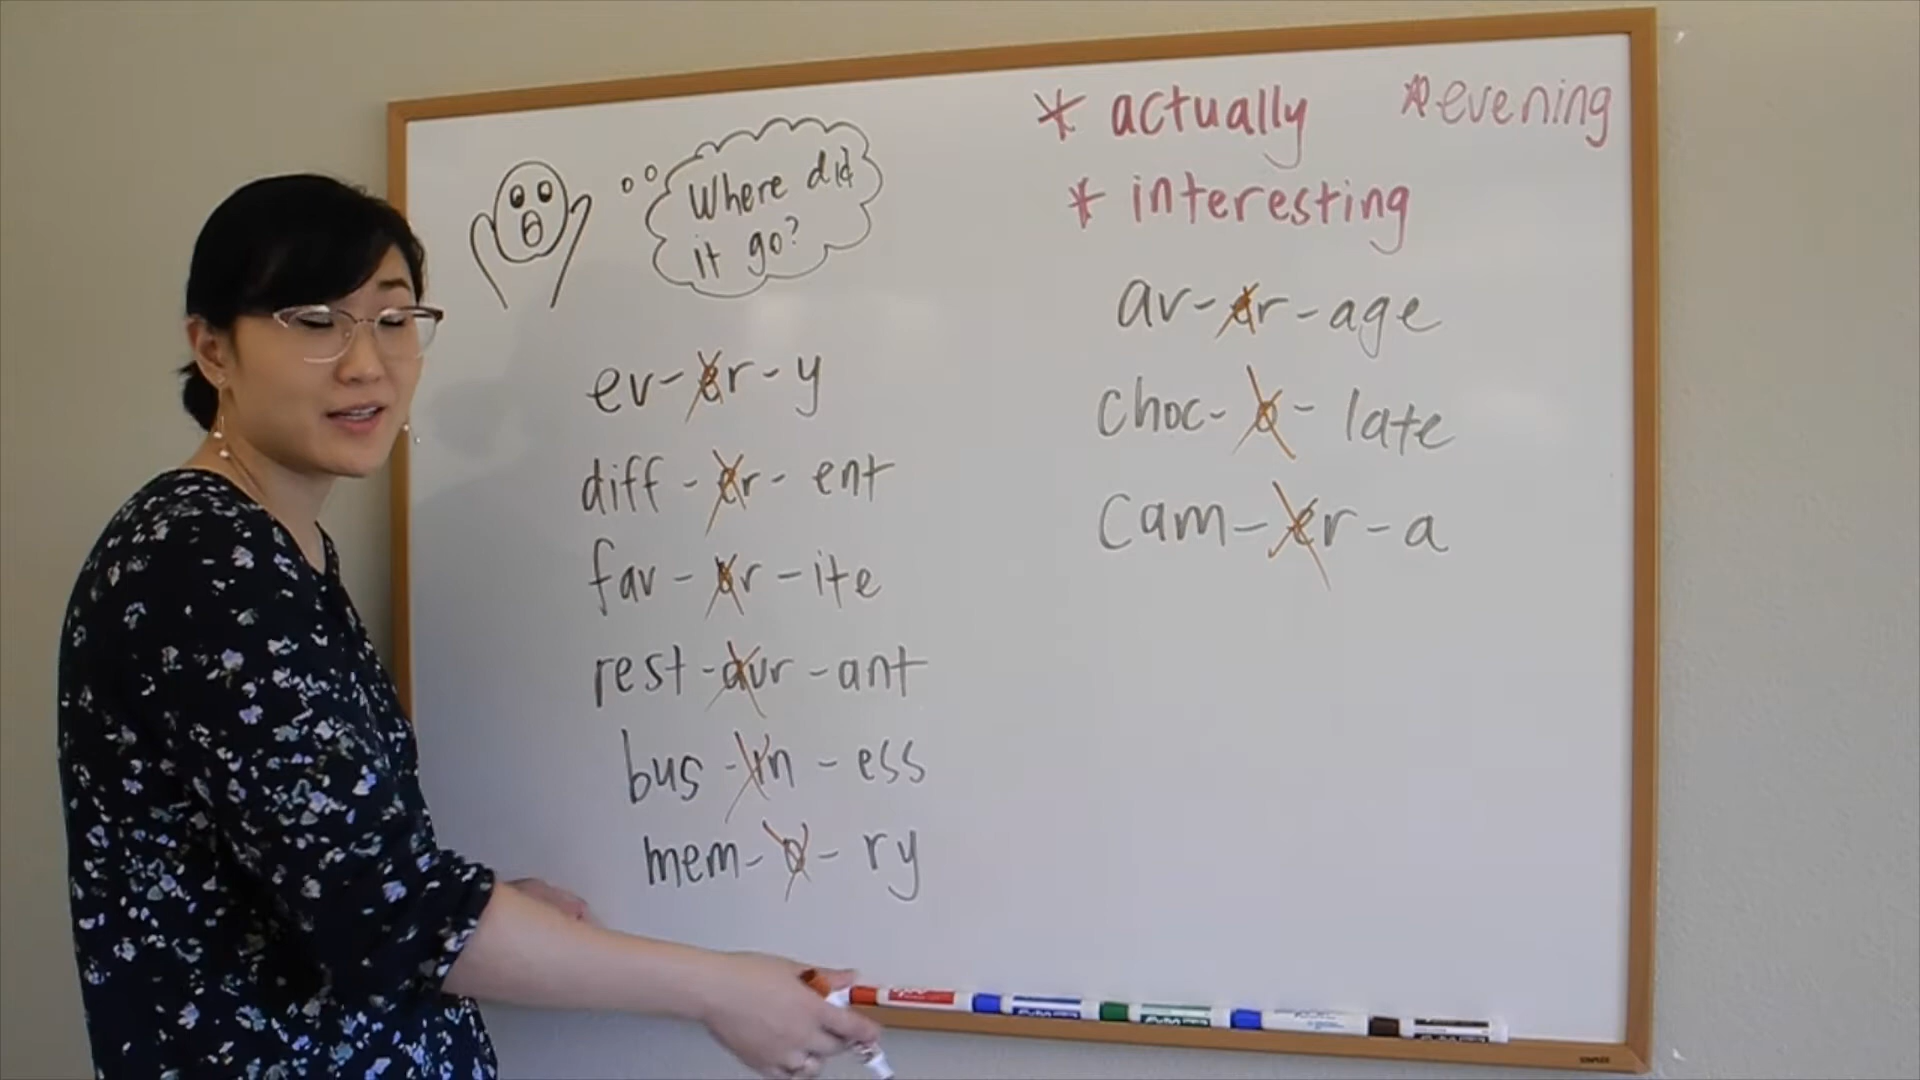 Where did
it go?
ev-er-y
diff-er-ent
fav-or-ite
rest-aur-ant
bus-in-ess
mem-o-ry
* actually
* evening
* interesting
av-er-age
choc-o-late
cam-er-a